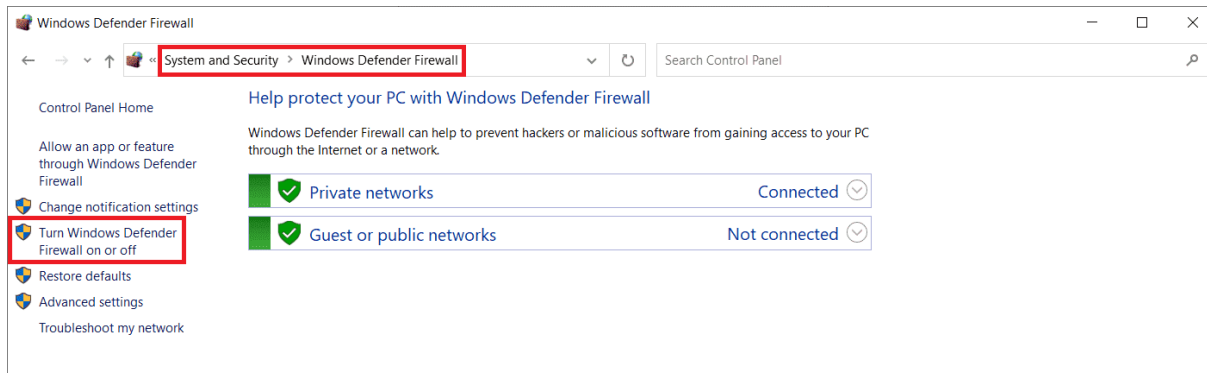 Windows Defender Firewall
« System and Security > Windows Defender Firewall
Search Control Panel
Control Panel Home
Allow an app or feature
through Windows Defender
Firewall
Change notification settings
Turn Windows Defender
Firewall on or off
Restore defaults
Advanced settings
Troubleshoot my network
Help protect your PC with Windows Defender Firewall
Windows Defender Firewall can help to prevent hackers or malicious software from gaining access to your PC
through the Internet or a network.
Private networks Connected
Guest or public networks Not connected